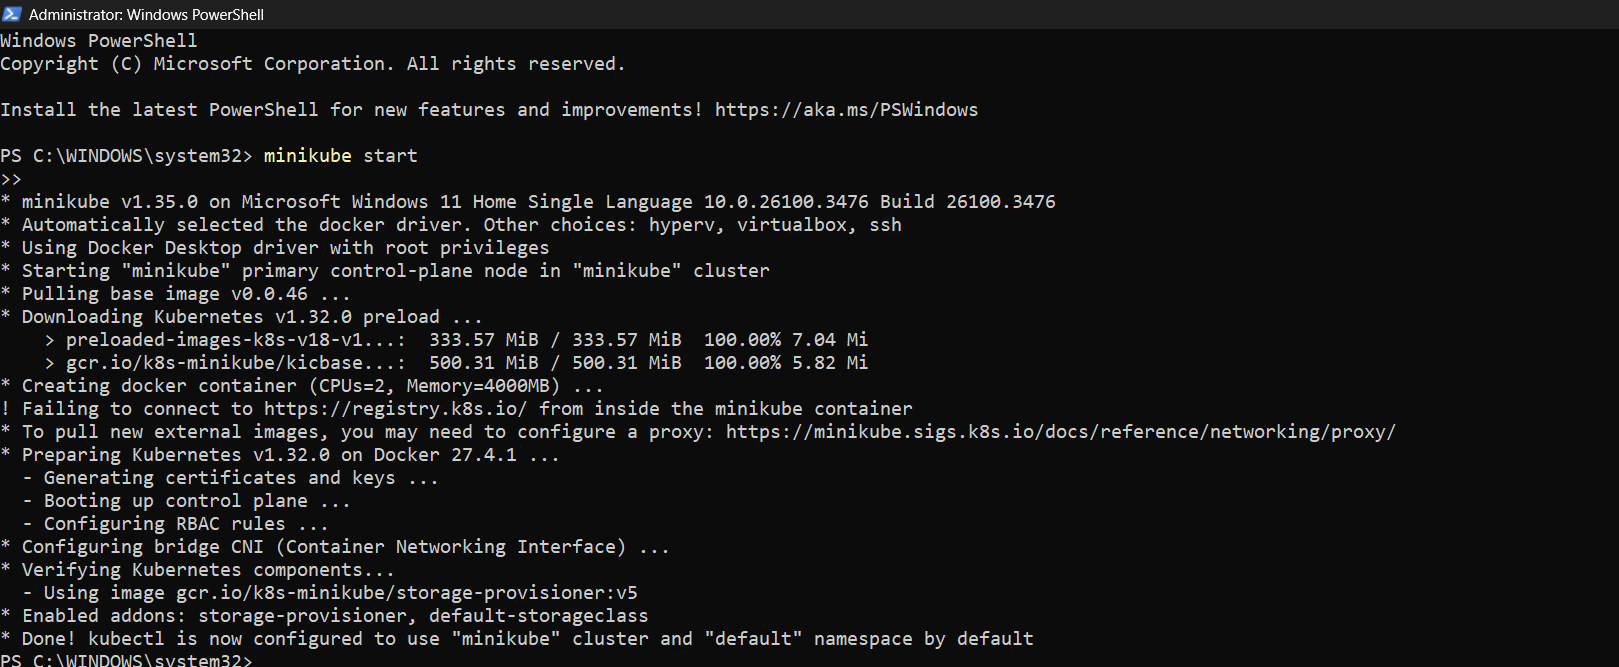 Administrator: Windows PowerShell
Windows PowerShell
Copyright (C) Microsoft Corporation. All rights reserved.
Install the latest PowerShell for new features and improvements! https://aka.ms/PSWindows
PS C:\WINDOWS\system32> minikube start
>>
* minikube v1.35.0 on Microsoft Windows 11 Home Single Language 10.0.26100.3476 Build 26100.3476
* Automatically selected the docker driver. Other choices: hyperv, virtualbox, ssh
* Using Docker Desktop driver with root privileges
* Starting "minikube" primary control-plane node in "minikube" cluster
* Pulling base image v0.0.46 ...
* Downloading Kubernetes v1.32.0 preload ...
    > preloaded-images-k8s-v18-v1...:  333.57 MiB / 333.57 MiB  100.00% 7.04 Mi
    > gcr.io/k8s-minikube/kicbase...:  500.31 MiB / 500.31 MiB  100.00% 5.82 Mi
* Creating docker container (CPUs=2, Memory=4000MB) ...
! Failing to connect to https://registry.k8s.io/ from inside the minikube container
* To pull new external images, you may need to configure a proxy: https://minikube.sigs.k8s.io/docs/reference/networking/proxy/
* Preparing Kubernetes v1.32.0 on Docker 27.4.1 ...
  - Generating certificates and keys ...
  - Booting up control plane ...
  - Configuring RBAC rules ...
* Configuring bridge CNI (Container Networking Interface) ...
* Verifying Kubernetes components...
  - Using image gcr.io/k8s-minikube/storage-provisioner:v5
* Enabled addons: storage-provisioner, default-storageclass
* Done! kubectl is now configured to use "minikube" cluster and "default" namespace by default
PS C:\WINDOWS\system32>